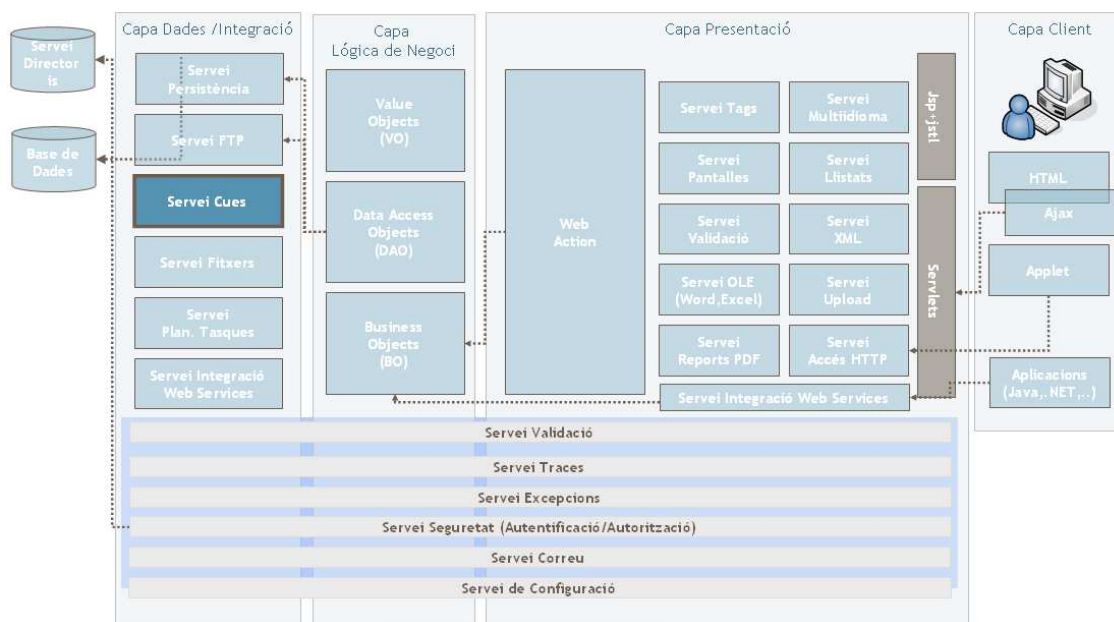 Servei
Director
is
Base de
Dades
Capa Dades /Integració
Servei
Persistència
Servei FTP
Servei Cues
Servei Fitxers
Servei
Plan. Tasques
Servei Integració
Web Services
Capa
Lógica de Negoci
Value
Objects
(VO)
Data Access
Objects
(DAO)
Business
Objects
(BO)
Capa Presentació
Web
Action
Servei Tags
Servei
Multiidioma
Servei
Pantalles
Servei
Llistats
Servei
Validació
Servei
XML
Servei OLE
(Word,Excel)
Servei
Upload
Servei
Reports PDF
Servei
Accés HTTP
Servei Integració Web Services
Jsp+jstl
Servlets
Capa Client
HTML
Ajax
Applet
Aplicacions
(Java,.NET,..)
Servei Validació
Servei Traces
Servei Excepcions
Servei Seguretat (Autentificació/Autorització)
Servei Correu
Servei de Configuració